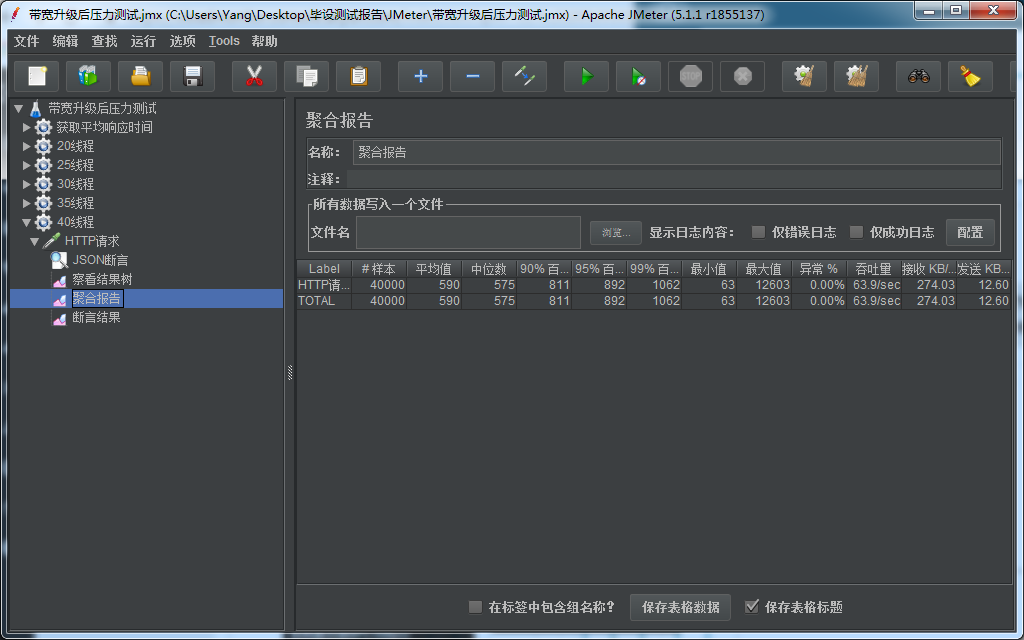 带宽升级后压力测试.jmx (C:\Users\Yang\Desktop\毕设测试报告\JMeter\带宽升级后压力测试.jmx) - Apache JMeter (5.1.1 r1855137)
文件 编辑 查找 运行 选项 Tools 帮助
STOP
带宽升级后压力测试
获取平均响应时间
20线程
25线程
30线程
35线程
40线程
HTTP请求
JSON断言
察看结果树
聚合报告
断言结果
聚合报告
名称： 聚合报告
注释：
所有数据写入一个文件
文件名 浏览... 显示日志内容： 仅错误日志 仅成功日志 配置
Label # 样本 平均值 中位数 90% 百... 95% 百... 99% 百... 最小值 最大值 异常 % 吞吐量 接收 KB/... 发送 KB...
HTTP请... 40000 590 575 811 892 1062 63 12603 0.00% 63.9/sec 274.03 12.60
TOTAL 40000 590 575 811 892 1062 63 12603 0.00% 63.9/sec 274.03 12.60
在标签中包含组名称？ 保存表格数据 保存表格标题